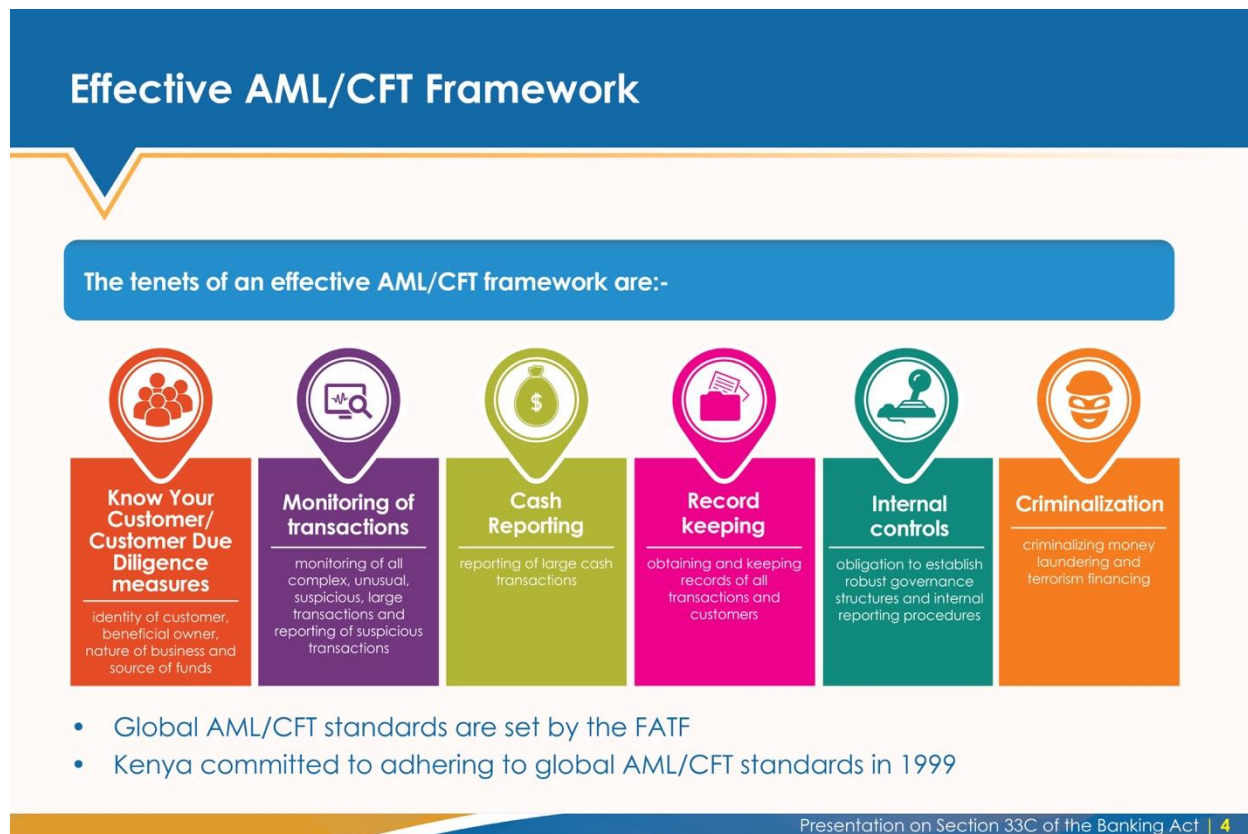 Effective AML/CFT Framework
The tenets of an effective AML/CFT framework are:-
$
Know Your
Customer/
Customer Due
Diligence
measures
identity of customer,
beneficial owner,
nature of business and
source of funds
Monitoring of
transactions
monitoring of all
complex, unusual,
suspicious, large
transactions and
reporting of suspicious
transactions
Cash
Reporting
reporting of large cash
transactions
Record
keeping
obtaining and keeping
records of all
transactions and
customers
Internal
controls
obligation to establish
robust governance
structures and internal
reporting procedures
Criminalization
criminalizing money
laundering and
terrorism financing
• Global AML/CFT standards are set by the FATF
• Kenya committed to adhering to global AML/CFT standards in 1999
Presentation on Section 33C of the Banking Act | 4